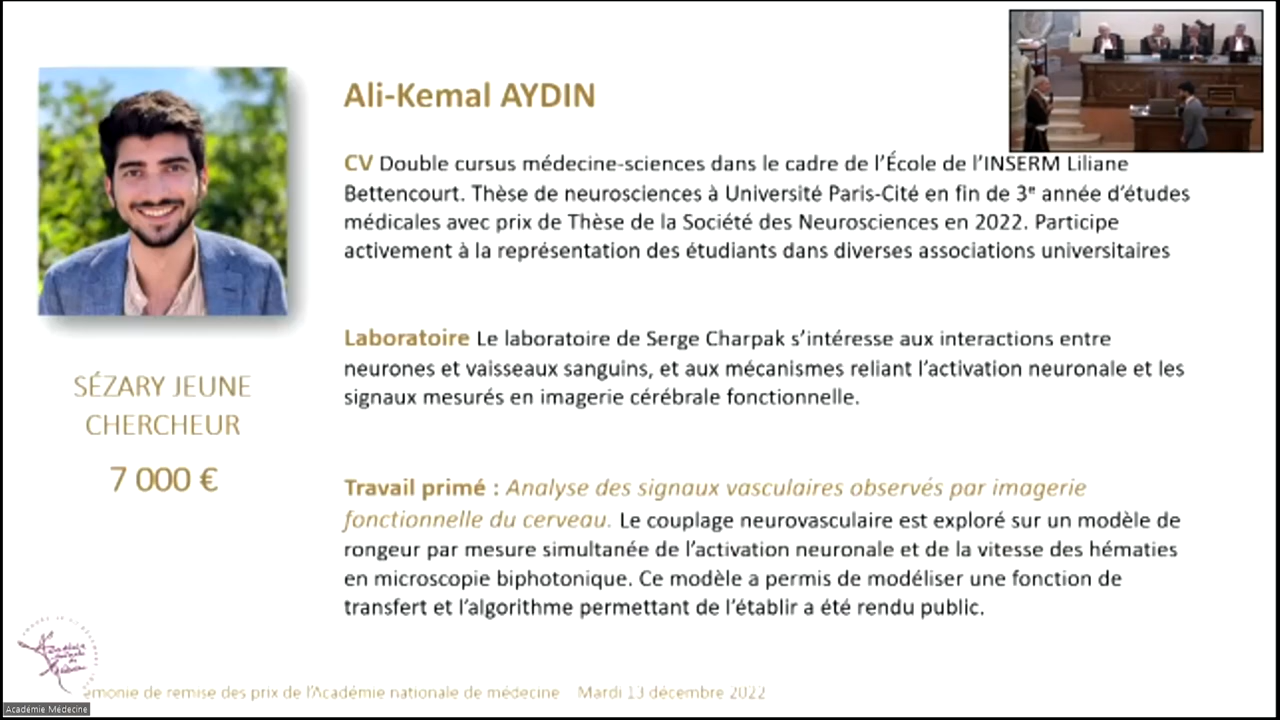 Ali-Kemal AYDIN
CV Double cursus médecine-sciences dans le cadre de l'École de l'INSERM Liliane
Bettencourt. Thèse de neurosciences à Université Paris-Cité en fin de 3e année d'études
médicales avec prix de Thèse de la Société des Neurosciences en 2022. Participe
activement à la représentation des étudiants dans diverses associations universitaires
Laboratoire Le laboratoire de Serge Charpak s'intéresse aux interactions entre
neurones et vaisseaux sanguins, et aux mécanismes reliant l'activation neuronale et les
signaux mesurés en imagerie cérébrale fonctionnelle.
SÉZARY JEUNE
CHERCHEUR
7 000 €
Travail primé : Analyse des signaux vasculaires observés par imagerie
fonctionnelle du cerveau. Le couplage neurovasculaire est exploré sur un modèle de
rongeur par mesure simultanée de l'activation neuronale et de la vitesse des hématies
en microscopie biphotonique. Ce modèle a permis de modéliser une fonction de
transfert et l'algorithme permettant de l'établir a été rendu public.
émonie de remise des prix de l'Académie nationale de médecine Mardi 13 décembre 2022
Académie Médecine